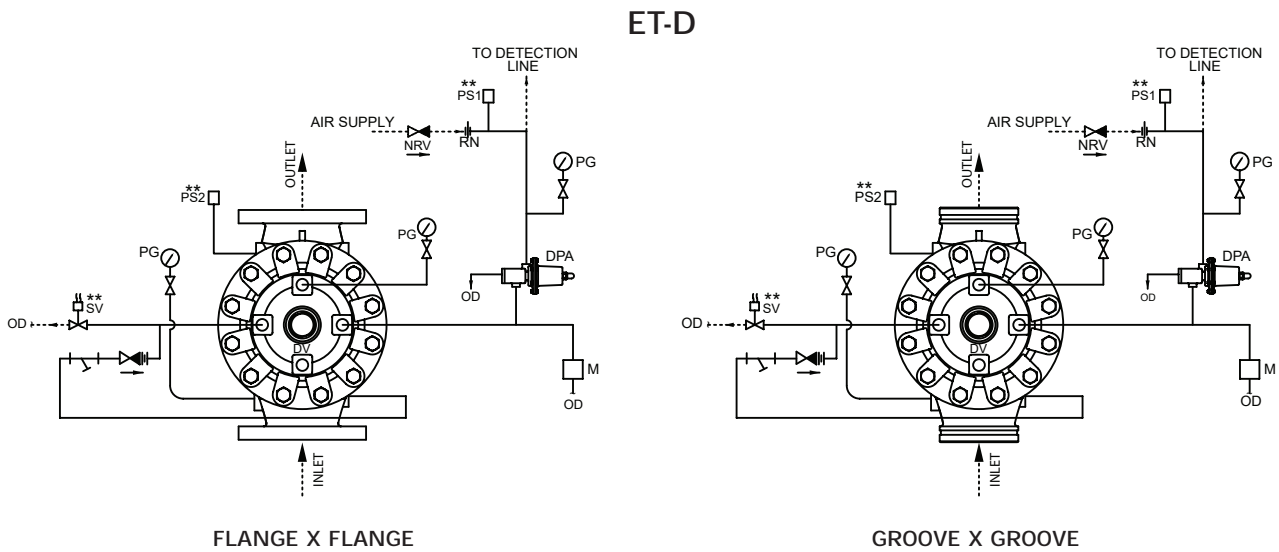 ET-D
TO DETECTION
LINE
**
PS1
AIR SUPPLY
NRV
RN
PG
OUTLET
**
PS2
PG
PG
DPA
OD
**
SV
OD
DV
M
OD
INLET
FLANGE X FLANGE
TO DETECTION
LINE
**
PS1
AIR SUPPLY
NRV
RN
PG
OUTLET
**
PS2
PG
PG
DPA
OD
**
SV
OD
DV
M
OD
INLET
GROOVE X GROOVE